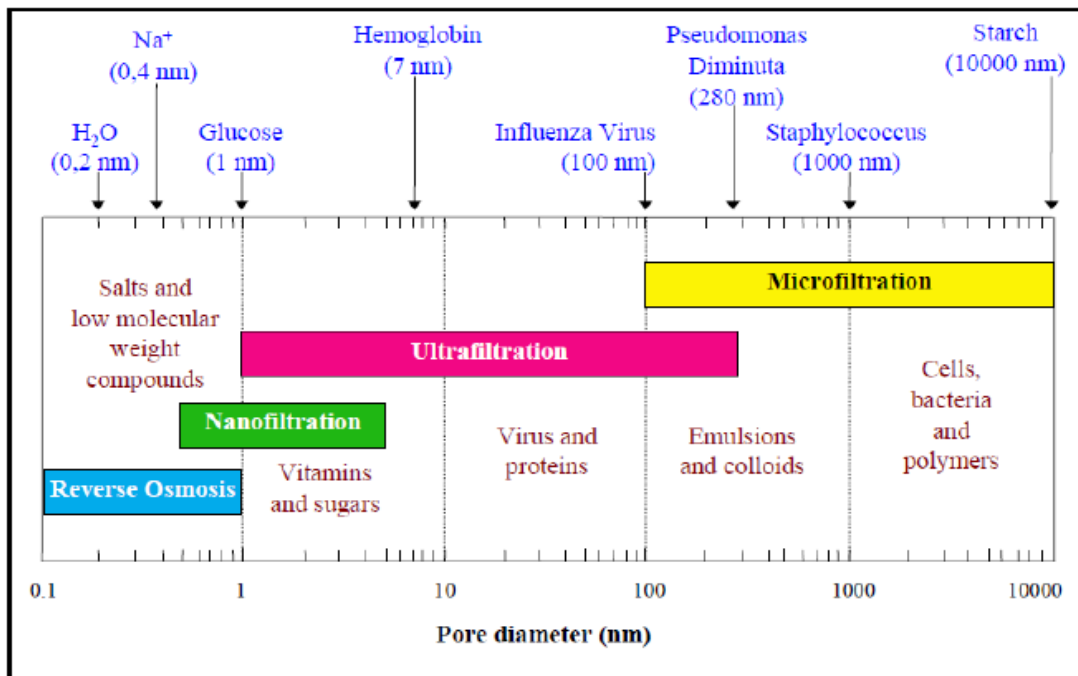 Na⁺
(0,4 nm)
Hemoglobin
(7 nm)
Pseudomonas
Diminuta
(280 nm)
Starch
(10000 nm)
H₂O
(0,2 nm)
Glucose
(1 nm)
Influenza Virus
(100 nm)
Staphylococcus
(1000 nm)
Microfiltration
Salts and
low molecular
weight
compounds
Ultrafiltration
Cells,
bacteria
and
polymers
Nanofiltration
Virus and
proteins
Emulsions
and colloids
Reverse Osmosis
Vitamins
and sugars
0.1 1 10 100 1000 10000
Pore diameter (nm)